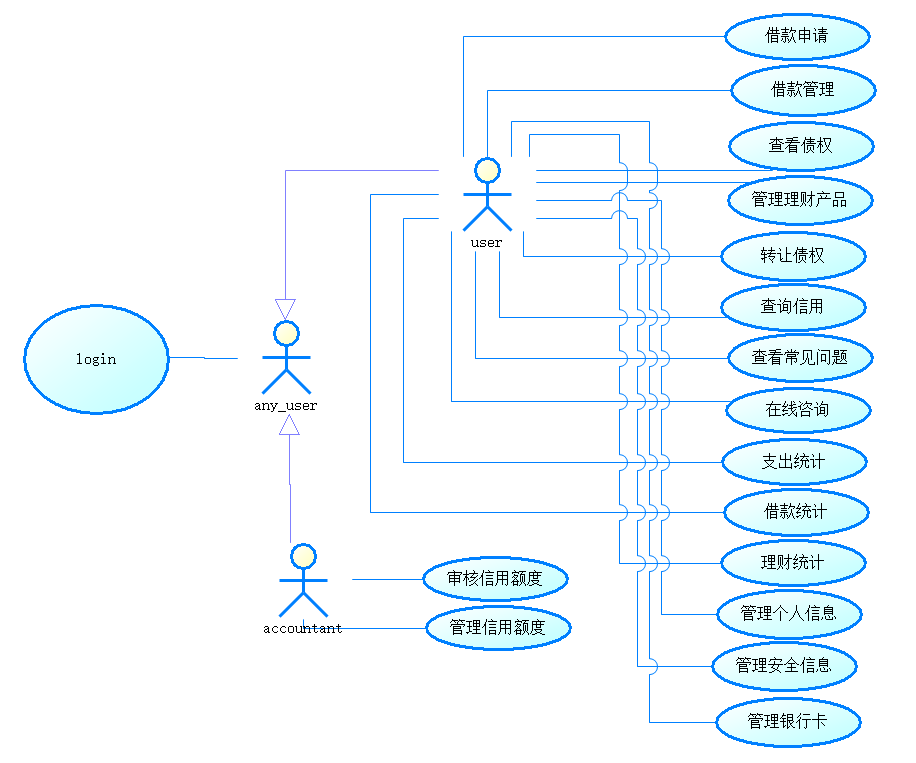 借款申请
借款管理
查看债权
管理理财产品
user
转让债权
查询信用
login
查看常见问题
any_user
在线咨询
支出统计
借款统计
理财统计
审核信用额度
管理个人信息
accountant
管理信用额度
管理安全信息
管理银行卡